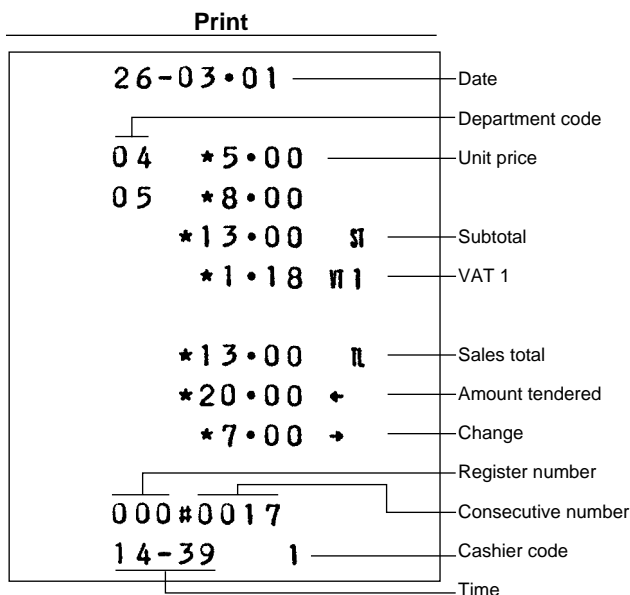 Print
26-03•01 Date
Department code
04 *5•00 Unit price
05 *8•00
*13•00 ST Subtotal
*1•18 VT 1 VAT 1
*13•00 TL Sales total
*20•00 ← Amount tendered
*7•00 → Change
Register number
000#0017 Consecutive number
14-39 1 Cashier code
Time